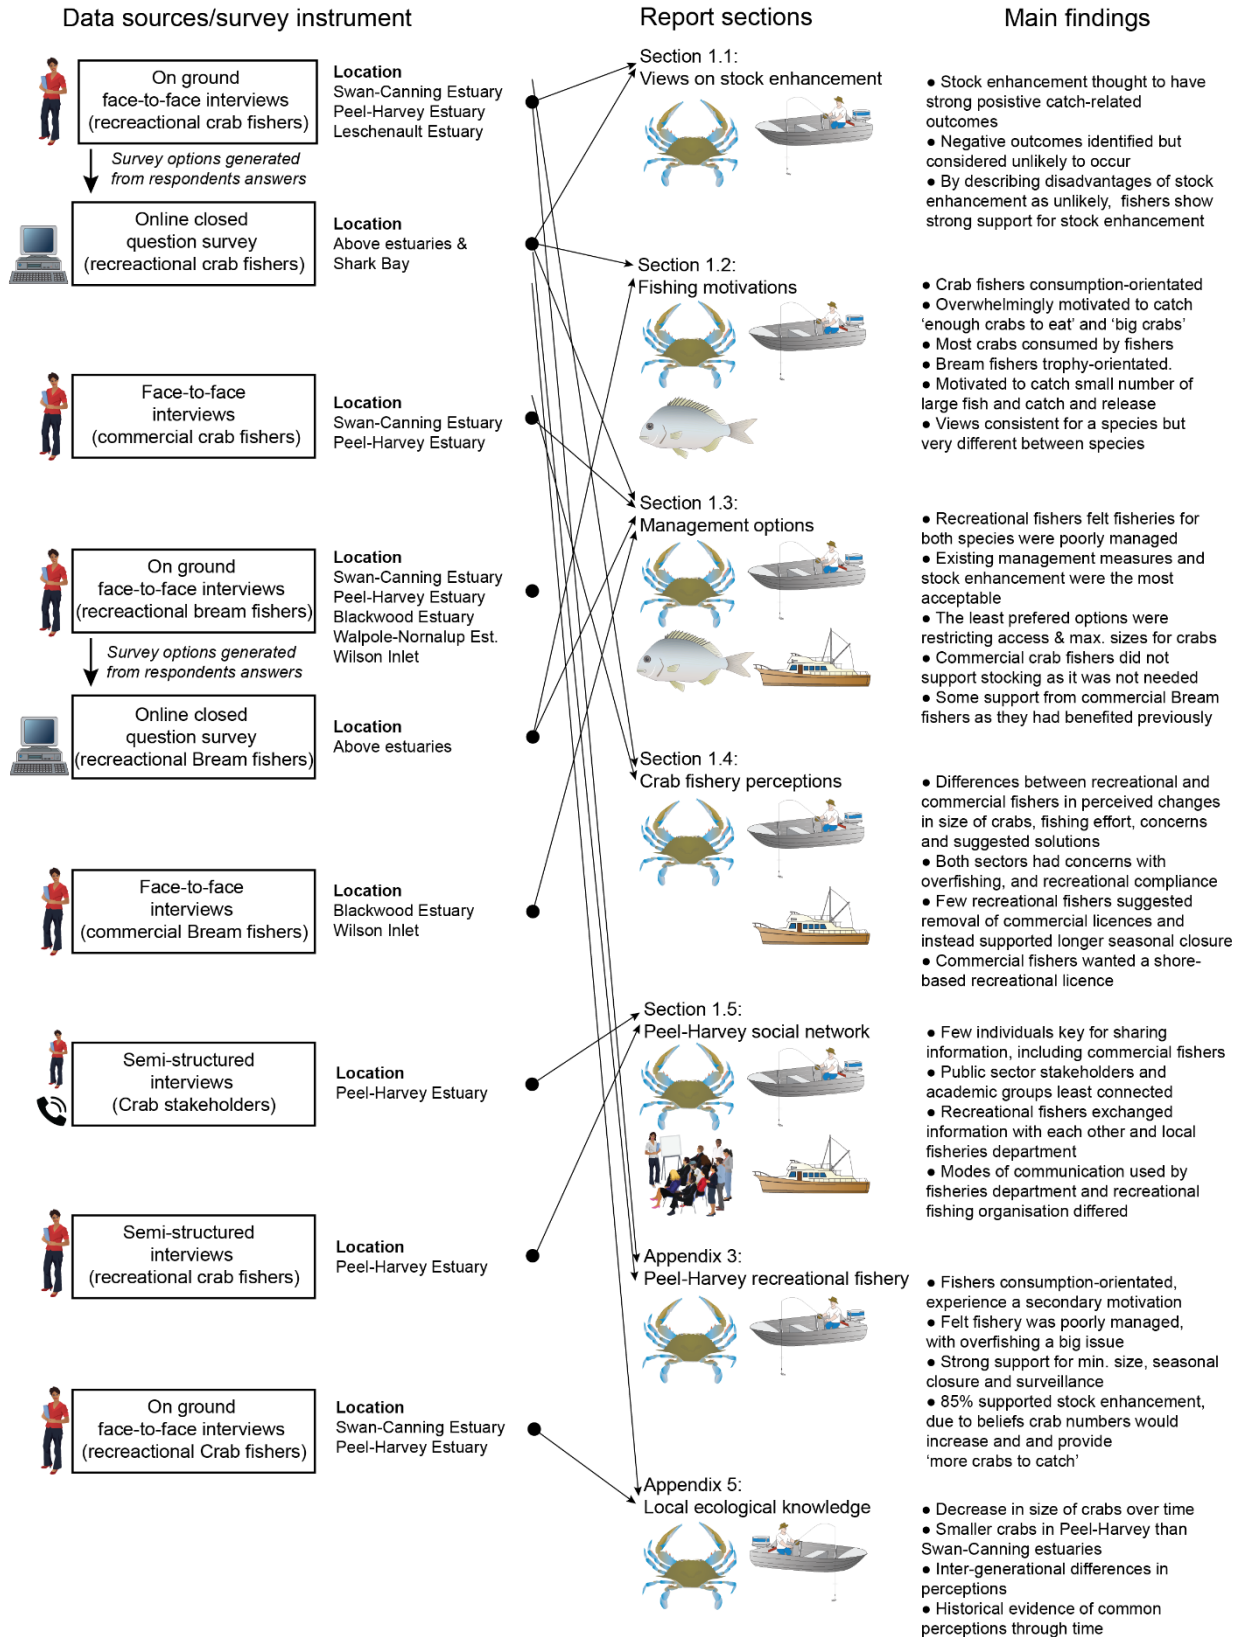 Data sources/survey instrument
Report sections
Main findings
On ground
face-to-face interviews
(recreactional crab fishers)
Location
Swan-Canning Estuary
Peel-Harvey Estuary
Leschenault Estuary
Survey options generated
from respondents answers
Online closed
question survey
(recreactional crab fishers)
Location
Above estuaries &
Shark Bay
Face-to-face
interviews
(commercial crab fishers)
Location
Swan-Canning Estuary
Peel-Harvey Estuary
On ground
face-to-face interviews
(recreactional bream fishers)
Location
Swan-Canning Estuary
Peel-Harvey Estuary
Blackwood Estuary
Walpole-Nornalup Est.
Wilson Inlet
Survey options generated
from respondents answers
Online closed
question survey
(recreactional Bream fishers)
Location
Above estuaries
Face-to-face
interviews
(commercial Bream fishers)
Location
Blackwood Estuary
Wilson Inlet
Semi-structured
interviews
(Crab stakeholders)
Location
Peel-Harvey Estuary
Semi-structured
interviews
(recreational crab fishers)
Location
Peel-Harvey Estuary
On ground
face-to-face interviews
(recreactional Crab fishers)
Location
Swan-Canning Estuary
Peel-Harvey Estuary
Section 1.1:
Views on stock enhancement
Section 1.2:
Fishing motivations
Section 1.3:
Management options
Section 1.4:
Crab fishery perceptions
Section 1.5:
Peel-Harvey social network
Appendix 3:
Peel-Harvey recreational fishery
Appendix 5:
Local ecological knowledge
● Stock enhancement thought to have
strong posistive catch-related
outcomes
● Negative outcomes identified but
considered unlikely to occur
● By describing disadvantages of stock
enhancement as unlikely, fishers show
strong support for stock enhancement
● Crab fishers consumption-orientated
● Overwhelmingly motivated to catch
‘enough crabs to eat’ and ‘big crabs’
● Most crabs consumed by fishers
● Bream fishers trophy-orientated.
● Motivated to catch small number of
large fish and catch and release
● Views consistent for a species but
very different between species
● Recreational fishers felt fisheries for
both species were poorly managed
● Existing management measures and
stock enhancement were the most
acceptable
● The least prefered options were
restricting access & max. sizes for crabs
● Commercial crab fishers did not
support stocking as it was not needed
● Some support from commercial Bream
fishers as they had benefited previously
● Differences between recreational and
commercial fishers in perceived changes
in size of crabs, fishing effort, concerns
and suggested solutions
● Both sectors had concerns with
overfishing, and recreational compliance
● Few recreational fishers suggested
removal of commercial licences and
instead supported longer seasonal closure
● Commercial fishers wanted a shore-
based recreational licence
● Few individuals key for sharing
information, including commercial fishers
● Public sector stakeholders and
academic groups least connected
● Recreational fishers exchanged
information with each other and local
fisheries department
● Modes of communication used by
fisheries department and recreational
fishing organisation differed
● Fishers consumption-orientated,
experience a secondary motivation
● Felt fishery was poorly managed,
with overfishing a big issue
● Strong support for min. size, seasonal
closure and surveillance
● 85% supported stock enhancement,
due to beliefs crab numbers would
increase and and provide
‘more crabs to catch’
● Decrease in size of crabs over time
● Smaller crabs in Peel-Harvey than
Swan-Canning estuaries
● Inter-generational differences in
perceptions
● Historical evidence of common
perceptions through time